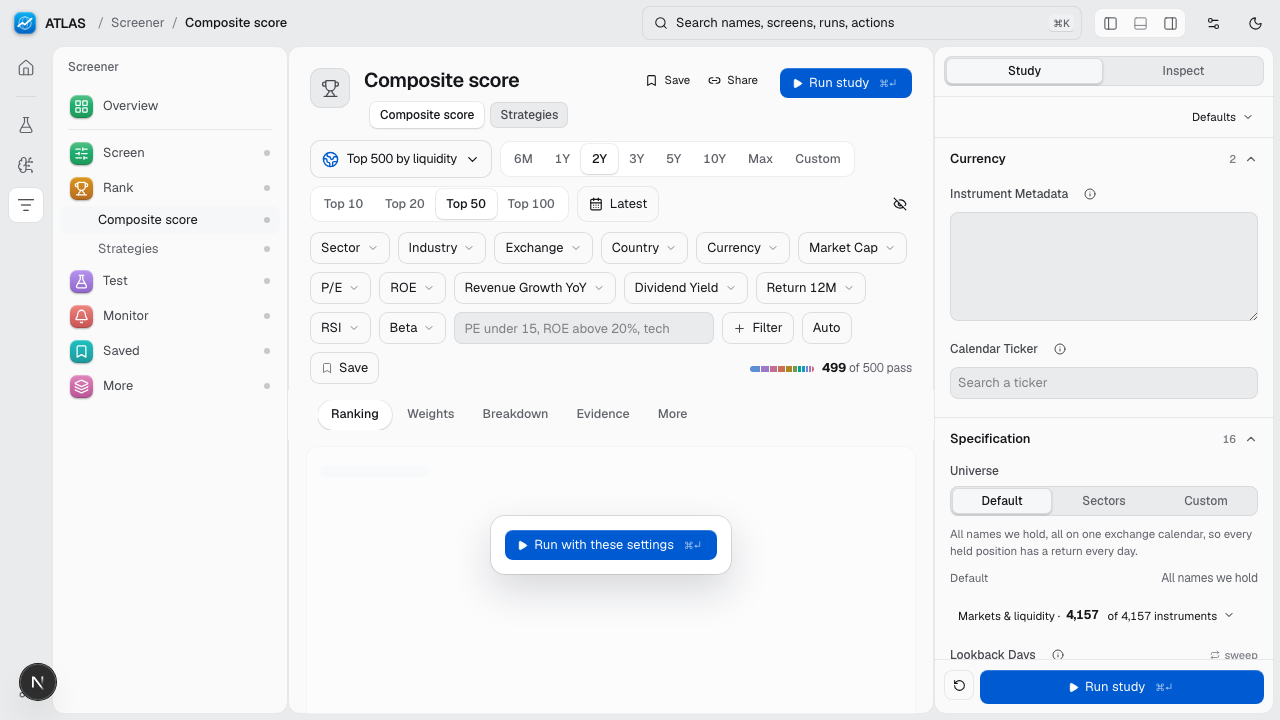 ATLAS / Screener / Composite score
Search names, screens, runs, actions ⌘K
Screener
Overview
Screen
Rank
Composite score
Strategies
Test
Monitor
Saved
More
Composite score
Save
Share
Run study ⌘↵
Composite score Strategies
Top 500 by liquidity
6M 1Y 2Y 3Y 5Y 10Y Max Custom
Top 10 Top 20 Top 50 Top 100
Latest
Sector Industry Exchange Country Currency Market Cap
P/E ROE Revenue Growth YoY Dividend Yield Return 12M
RSI Beta PE under 15, ROE above 20%, tech Filter Auto
Save 499 of 500 pass
Ranking Weights Breakdown Evidence More
Run with these settings ⌘↵
Study Inspect
Defaults
Currency 2
Instrument Metadata
Calendar Ticker
Search a ticker
Specification 16
Universe
Default Sectors Custom
All names we hold, all on one exchange calendar, so every
held position has a return every day.
Default All names we hold
Markets & liquidity · 4,157 of 4,157 instruments
Lookback Days sweep
Run study ⌘↵
N